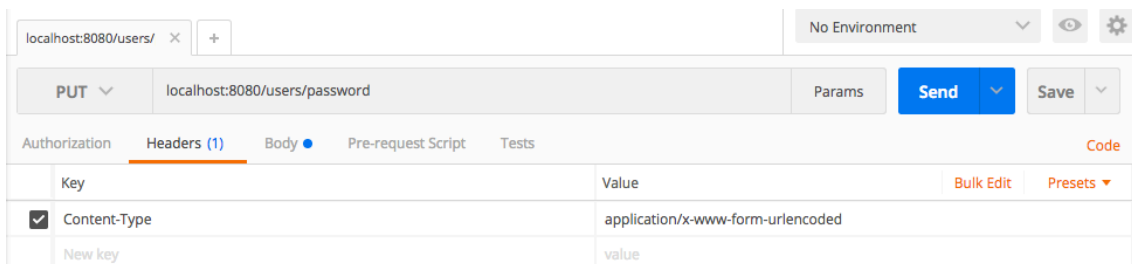 localhost:8080/users/
No Environment
PUT localhost:8080/users/password Params Send Save
Authorization Headers (1) Body Pre-request Script Tests Code
Key Value Bulk Edit Presets
Content-Type application/x-www-form-urlencoded
New key value